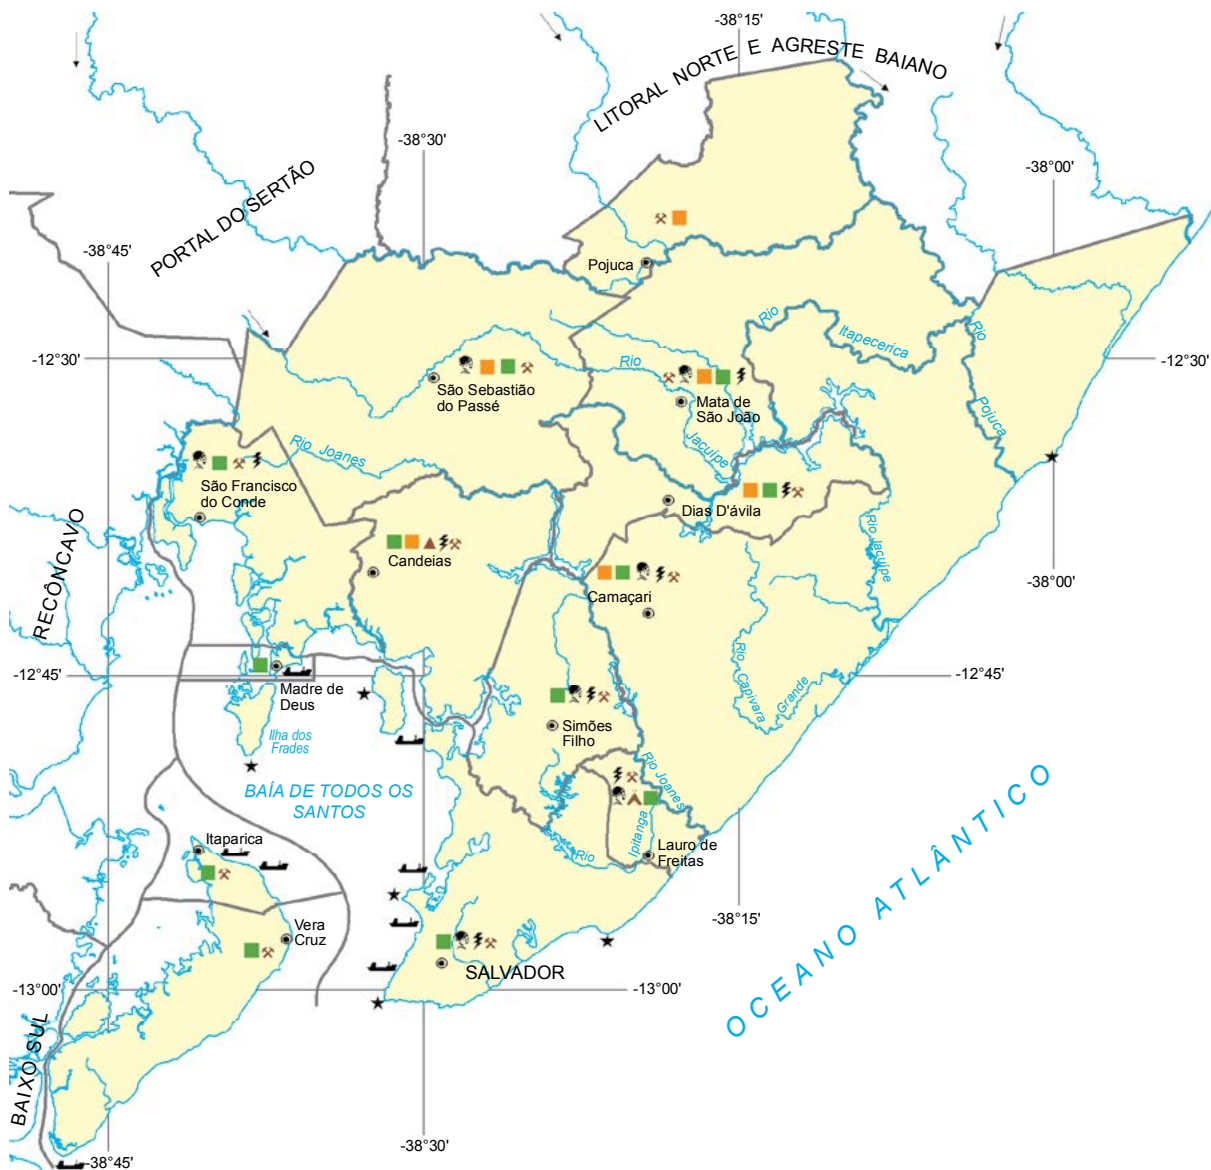 -38°15'
LITORAL NORTE E AGRESTE BAIANO
-38°30'
-38°00'
PORTAL DO SERTÃO
-38°45'
Pojuca
Rio
Itapecerica
Rio
Pojuca
-12°30'
-12°30'
São Sebastião
do Passé
Rio
Jacuípe
Mata de
São João
Rio Joanes
São Francisco
do Conde
Dias D'ávila
RECÔNCAVO
Candeias
Camaçari
Rio Jacuípe
-38°00'
Rio Capivara
Grande
-12°45'
-12°45'
Madre de
Deus
Ilha dos
Frades
Simões
Filho
Rio Joanes
BAÍA DE TODOS OS
SANTOS
Itaparica
Ipitanga
Rio
Lauro de
Freitas
OCEANO ATLÂNTICO
-38°15'
Vera
Cruz
SALVADOR
-13°00'
-13°00'
BAIXO SUL
-38°30'
-38°45'